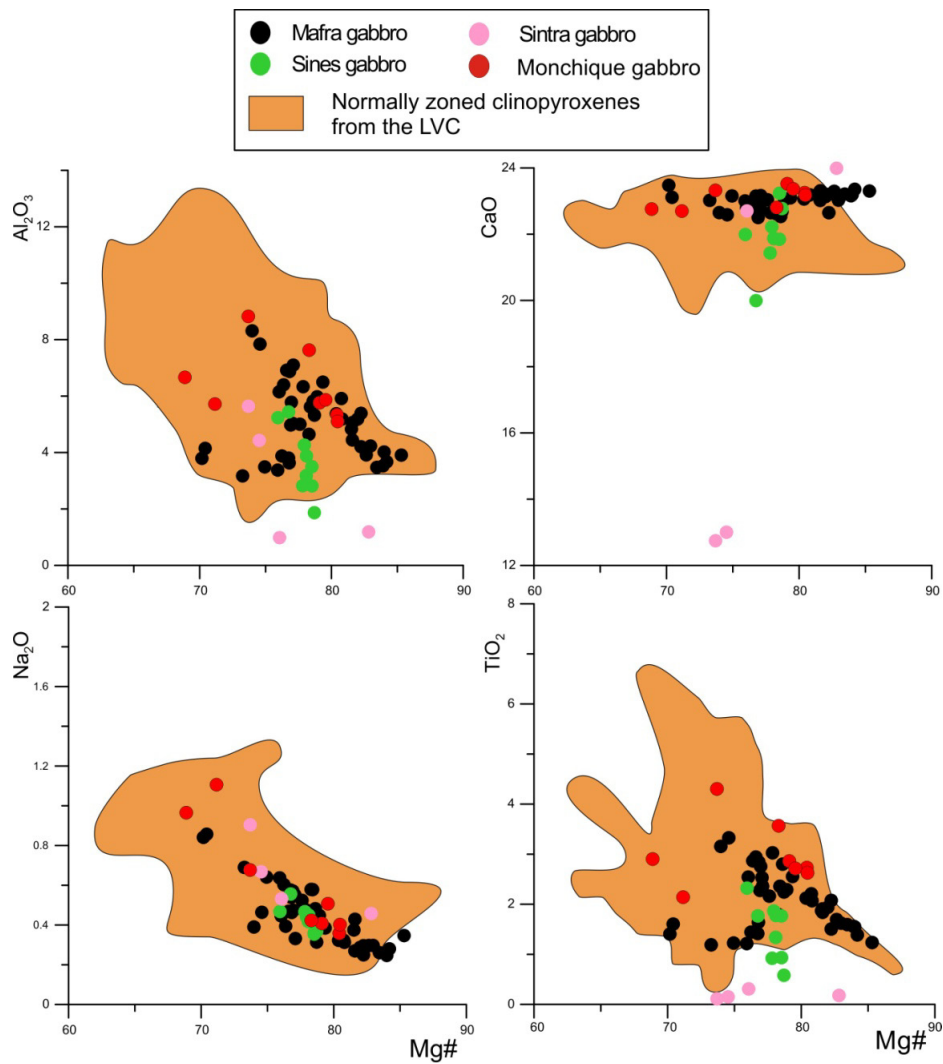 Mafra gabbro
Sintra gabbro
Sines gabbro
Monchique gabbro
Normally zoned clinopyroxenes
from the LVC
Al2O3
12
8
4
0
60
70
80
90
CaO
24
20
16
12
60
70
80
90
Na2O
2
1.6
1.2
0.8
0.4
0
60
70
80
90
Mg#
TiO2
8
6
4
2
0
60
70
80
90
Mg#